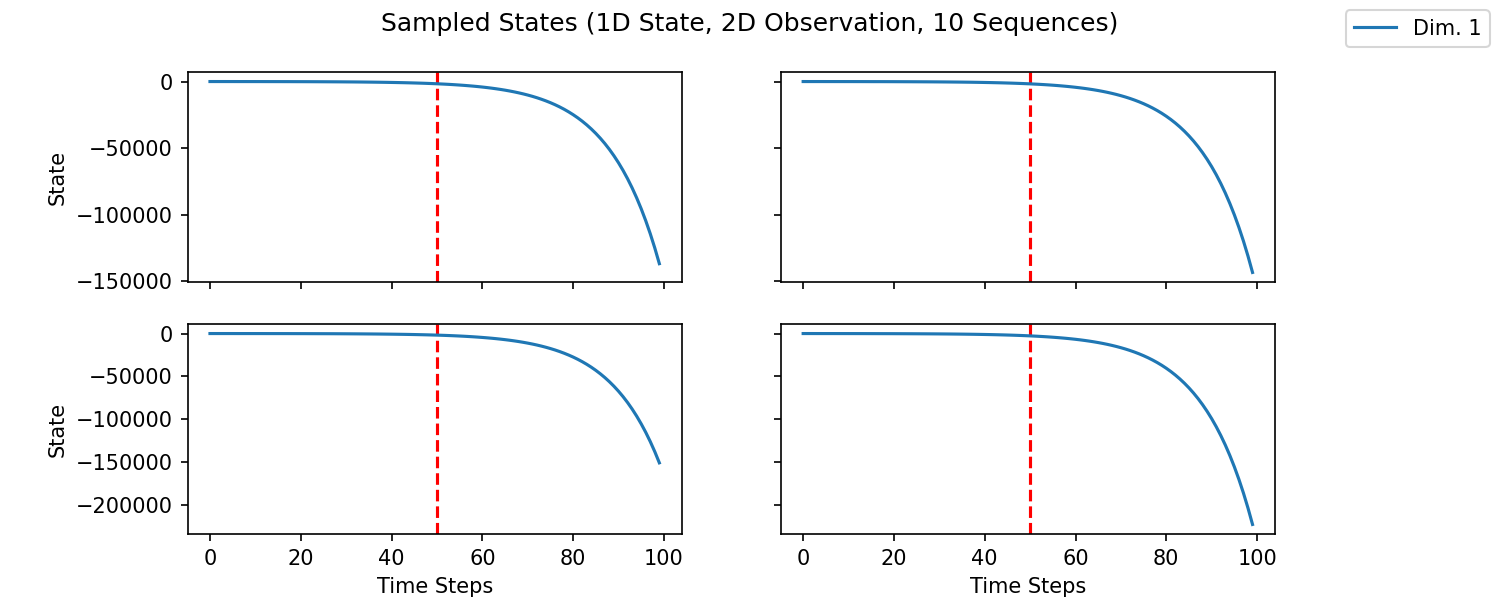 Sampled States (1D State, 2D Observation, 10 Sequences)
Dim. 1
State
0
−50000
−100000
−150000
State
0
−50000
−100000
−150000
−200000
0 20 40 60 80 100
Time Steps
0 20 40 60 80 100
Time Steps